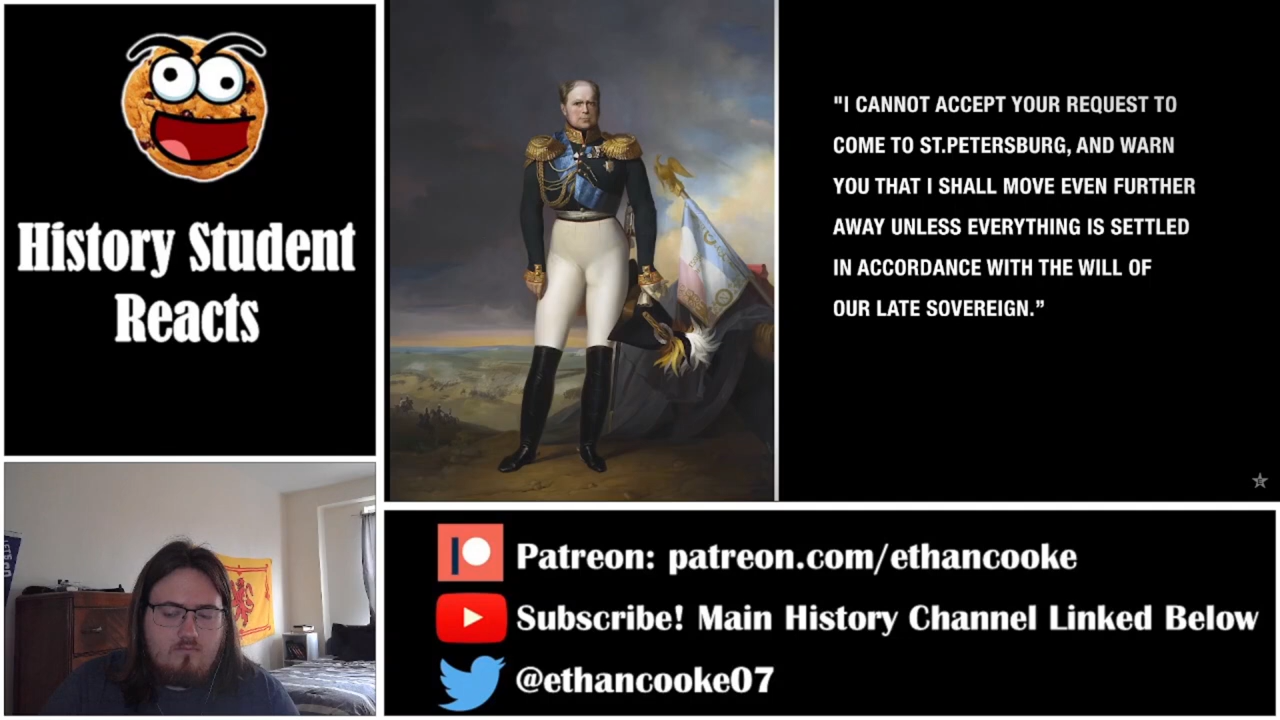 History Student
Reacts
"I CANNOT ACCEPT YOUR REQUEST TO
COME TO ST.PETERSBURG, AND WARN
YOU THAT I SHALL MOVE EVEN FURTHER
AWAY UNLESS EVERYTHING IS SETTLED
IN ACCORDANCE WITH THE WILL OF
OUR LATE SOVEREIGN.”
Patreon: patreon.com/ethancooke
Subscribe! Main History Channel Linked Below
@ethancooke07